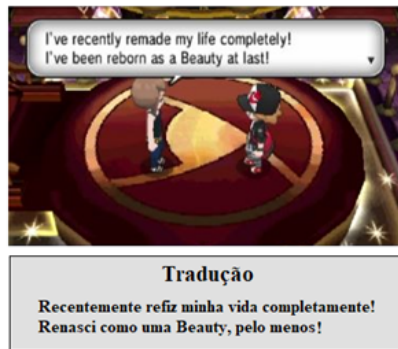 I've recently remade my life completely!
I've been reborn as a Beauty at last!
Tradução
Recentemente refiz minha vida completamente!
Renasci como uma Beauty, pelo menos!